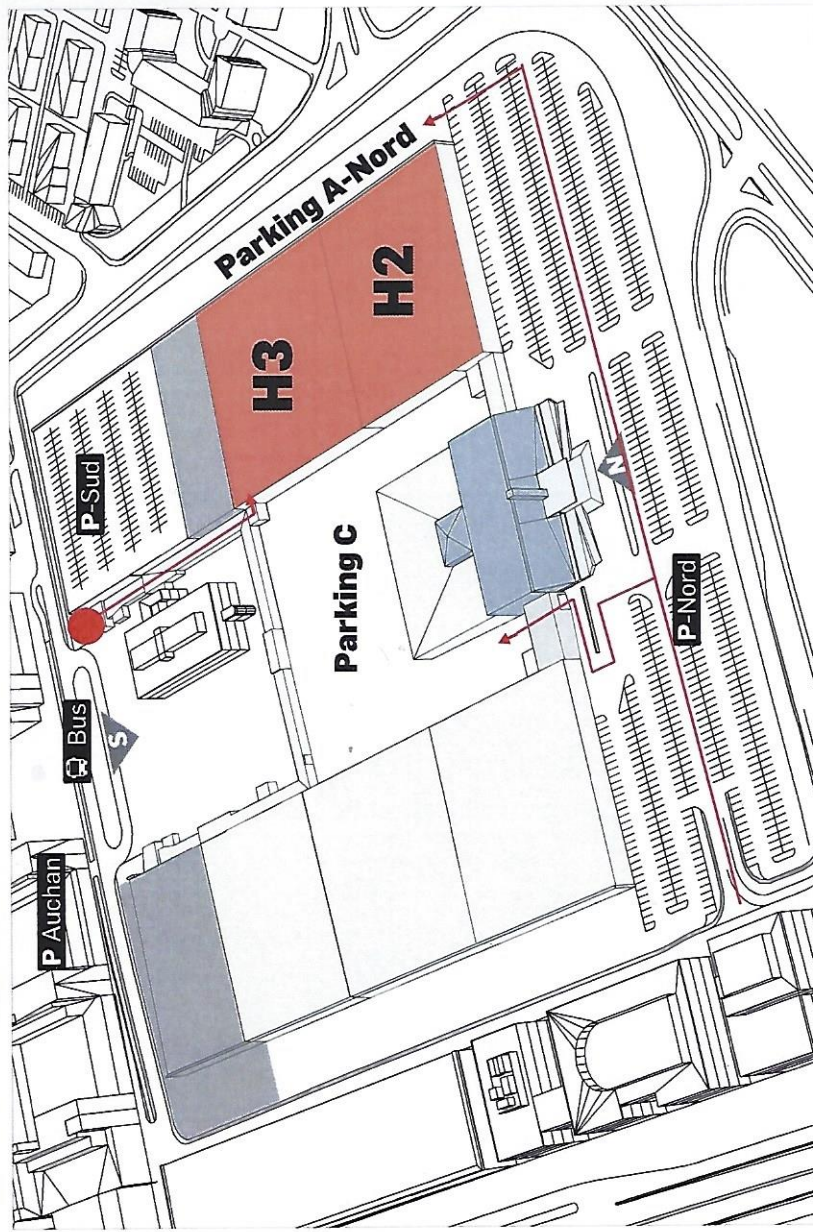 P Auchan
Bus
S
P-Sud
Parking A-Nord
H3
H2
Parking C
N
P-Nord